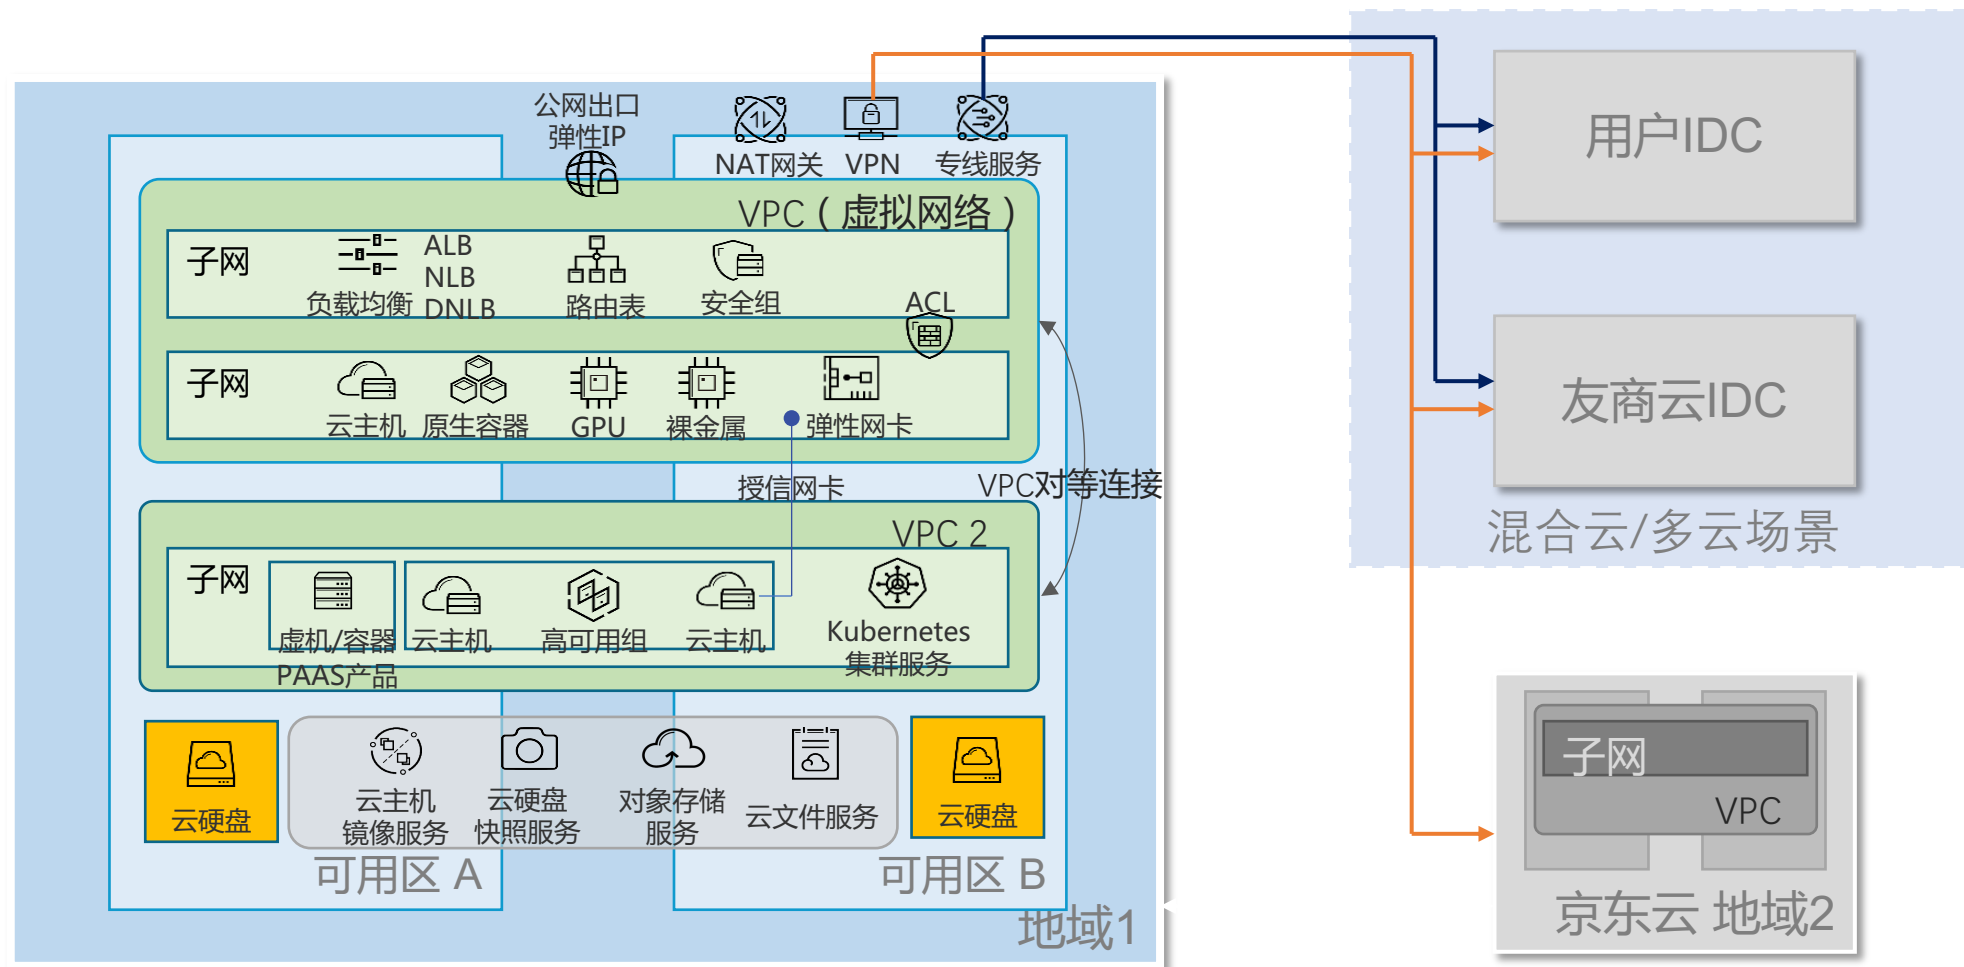 公网出口
弹性IP
NAT网关
VPN
专线服务
VPC（虚拟网络）
子网
负载均衡
ALB
NLB
DNLB
路由表
安全组
ACL
子网
云主机
原生容器
GPU
裸金属
弹性网卡
授信网卡
VPC对等连接
VPC 2
子网
虚机/容器
PAAS产品
云主机
高可用组
云主机
Kubernetes
集群服务
云硬盘
云主机
镜像服务
云硬盘
快照服务
对象存储
服务
云文件服务
云硬盘
可用区 A
可用区 B
地域1
用户IDC
友商云IDC
混合云/多云场景
子网
VPC
京东云 地域2